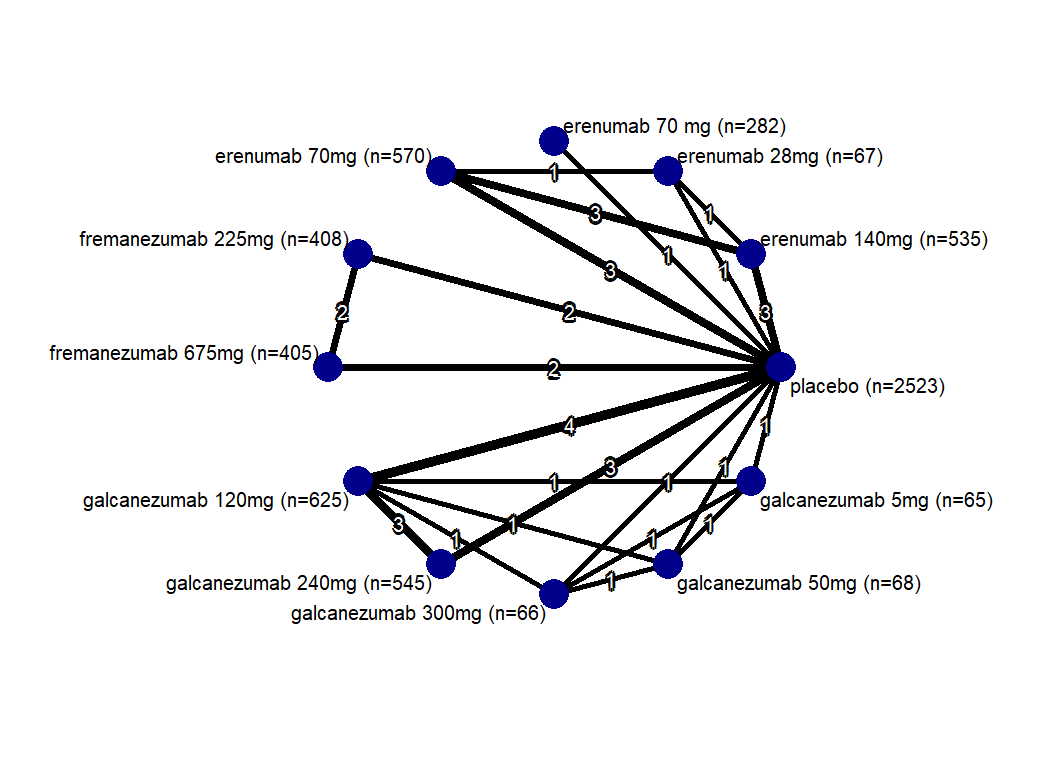 erenumab 70 mg (n=282)
erenumab 70mg (n=570)
erenumab 28mg (n=67)
1
3
1
fremanezumab 225mg (n=408)
erenumab 140mg (n=535)
1
3
1
2
2
3
fremanezumab 675mg (n=405)
2
placebo (n=2523)
4
1
3
1
1
1
galcanezumab 120mg (n=625)
galcanezumab 5mg (n=65)
3
1
1
1
1
1
galcanezumab 240mg (n=545)
galcanezumab 50mg (n=68)
galcanezumab 300mg (n=66)